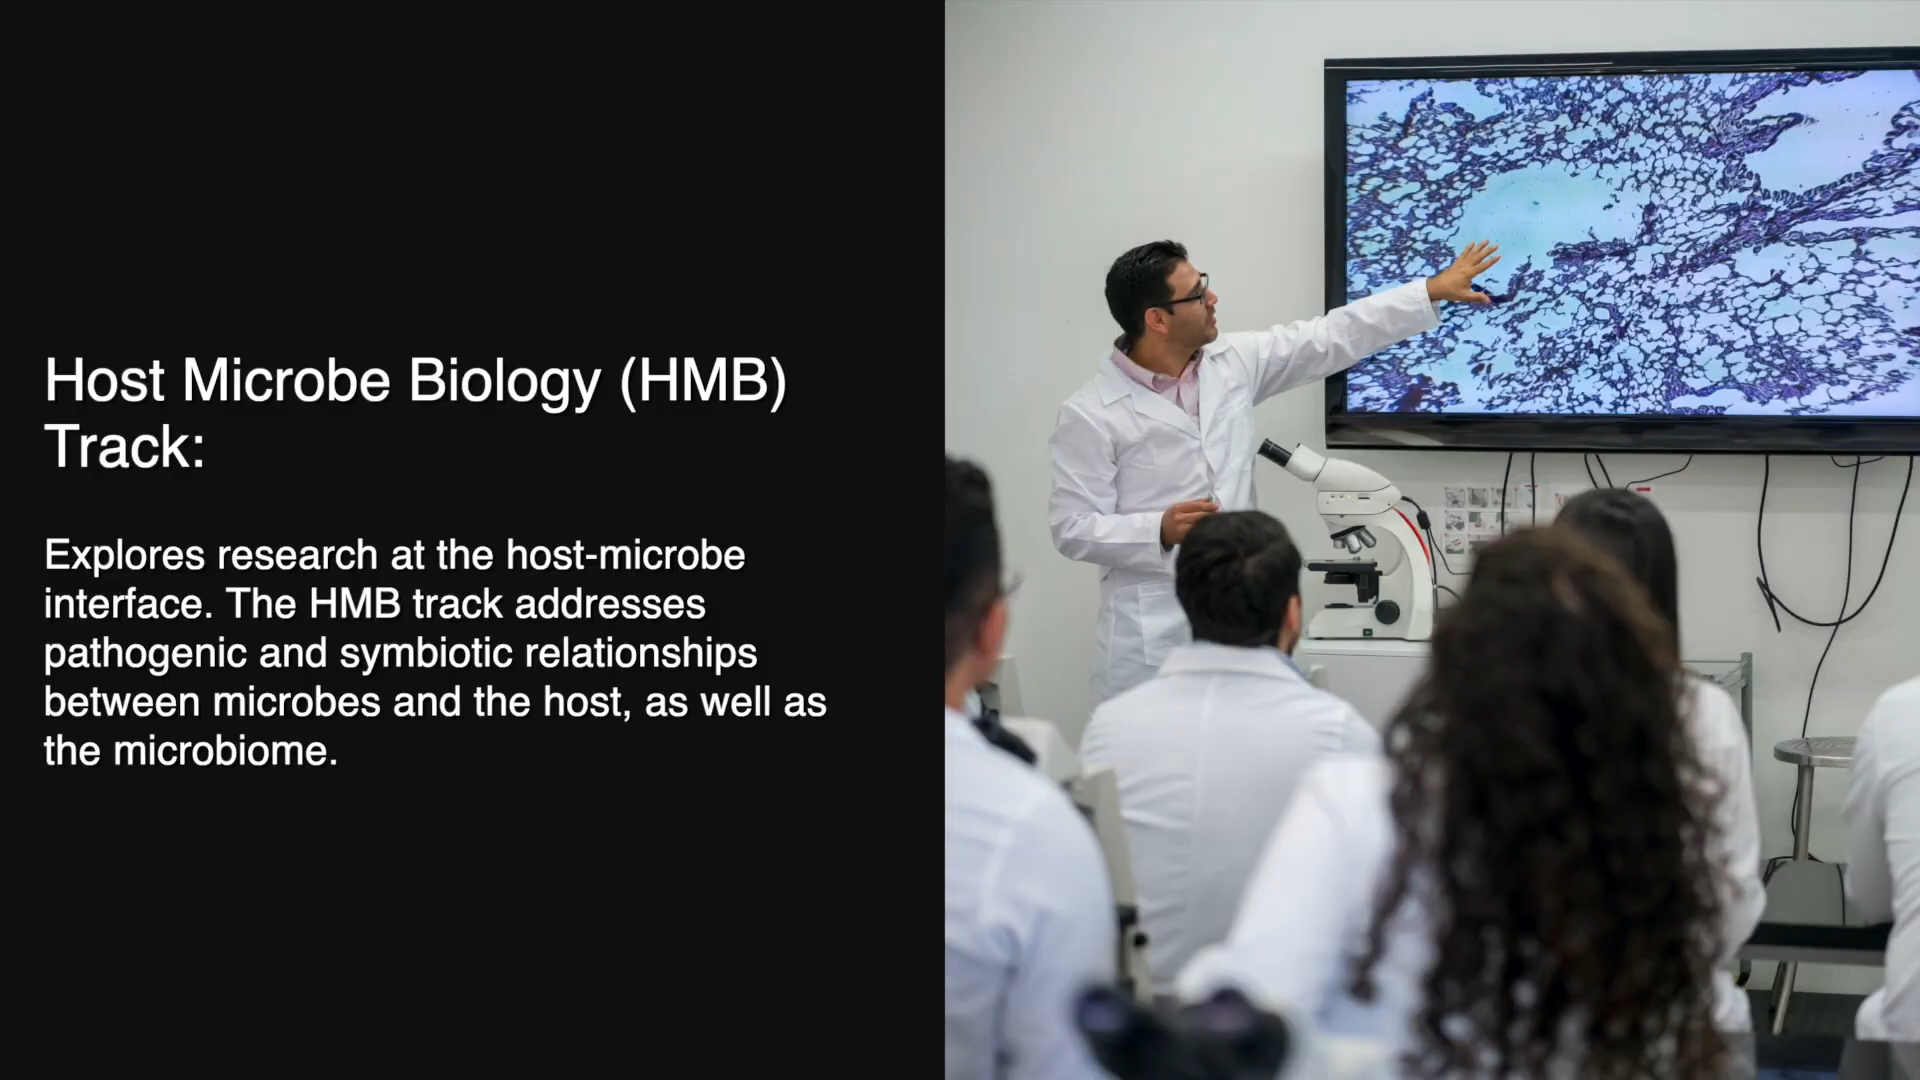 Host Microbe Biology (HMB)
Track:
Explores research at the host-microbe
interface. The HMB track addresses
pathogenic and symbiotic relationships
between microbes and the host, as well as
the microbiome.